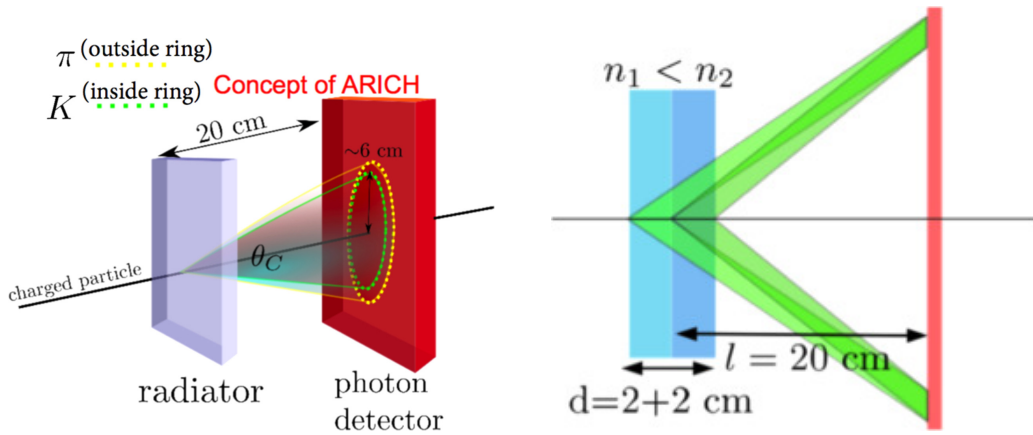 π (outside ring)
K (inside ring)
Concept of ARICH
20 cm
~6 cm
θ_C
charged particle
radiator
photon
detector
n₁ < n₂
l = 20 cm
d=2+2 cm